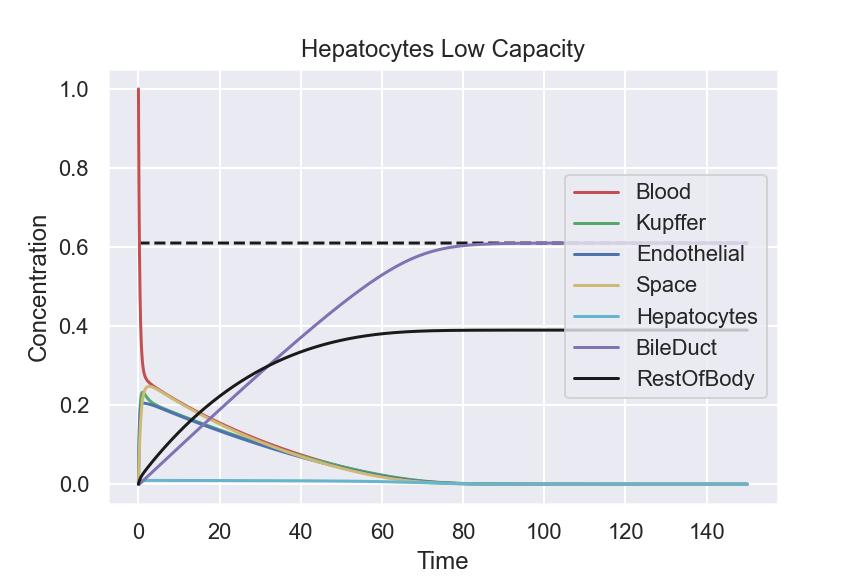 Hepatocytes Low Capacity
1.0
0.8
0.6
0.4
0.2
0.0
Concentration
0 20 40 60 80 100 120 140
Time
Blood
Kupffer
Endothelial
Space
Hepatocytes
BileDuct
RestOfBody